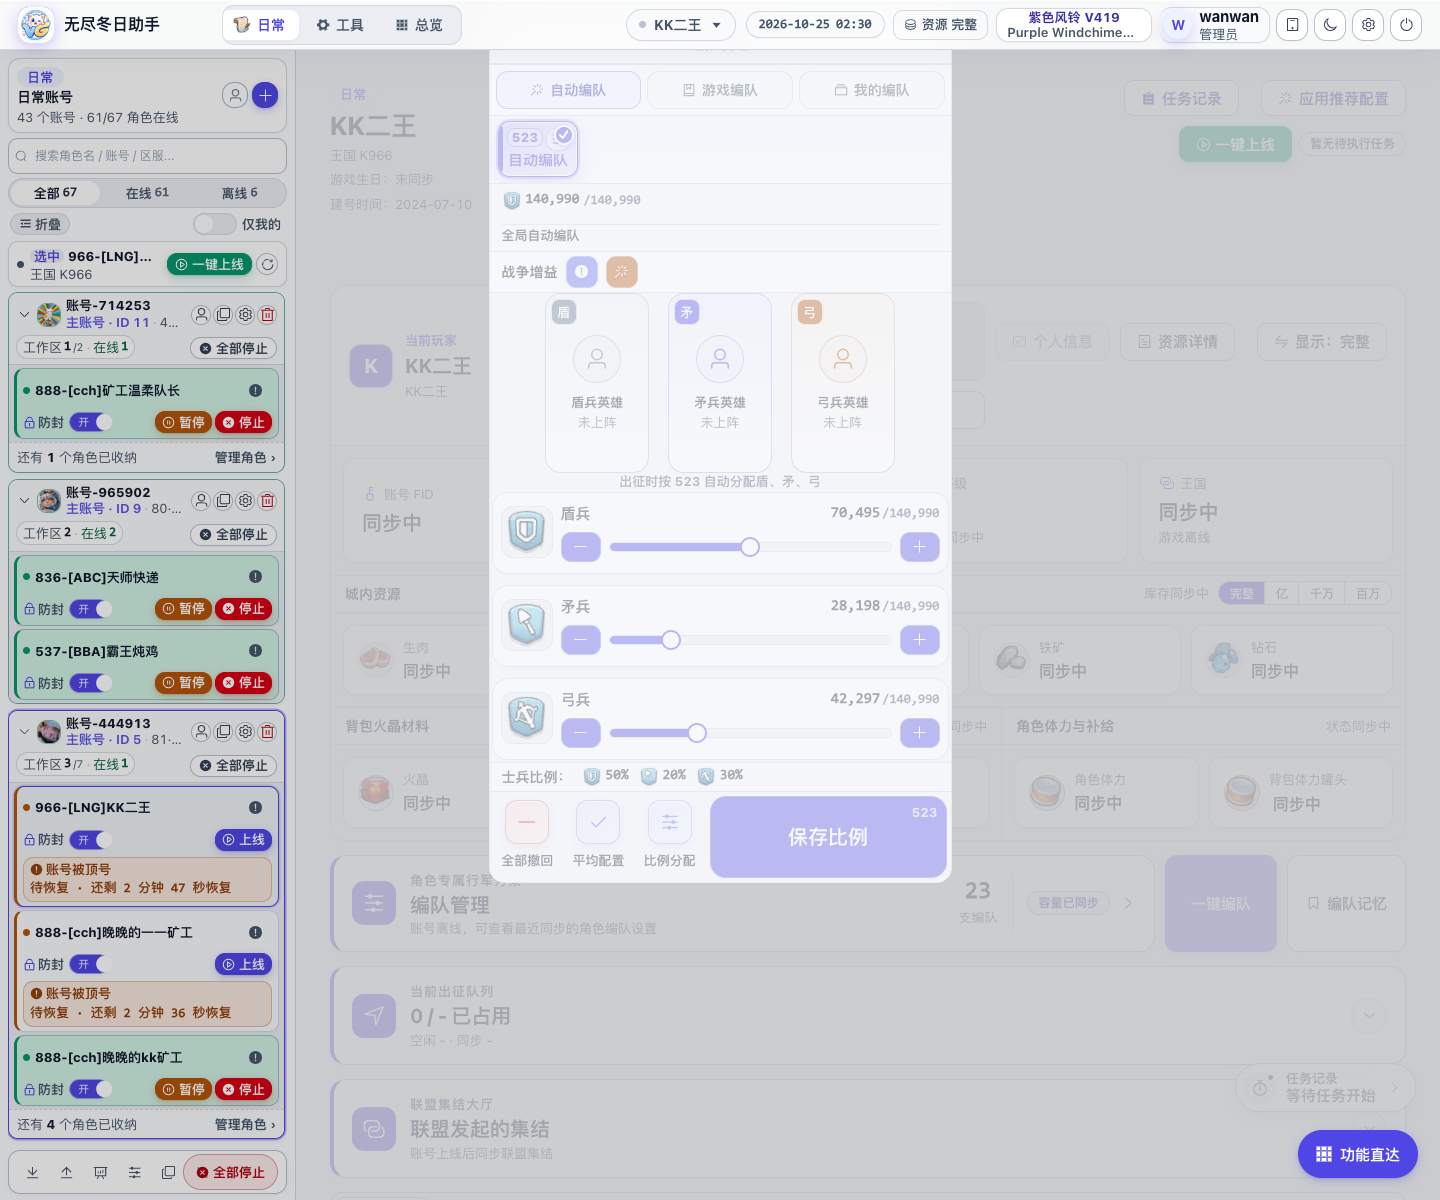 无尽冬日助手
日常
工具
总览
KK二王
2026-10-25 02:30
资源 完整
紫色风铃 V419
Purple Windchime...
W
wanwan
管理员
日常
日常账号
43 个账号 · 61/67 角色在线
搜索角色名 / 账号 / 区服...
全部 67
在线 61
离线 6
折叠
仅我的
选中 966-[LNG]...
王国 K966
一键上线
账号-714253
主账号 · ID 11 · 4...
工作区 1/2 · 在线 1
全部停止
888-[cch]矿工温柔队长
防封 开
暂停
停止
还有 1 个角色已收纳
管理角色 ›
账号-965902
主账号 · ID 9 · 80-...
工作区 2 · 在线 2
全部停止
836-[ABC]天师快递
防封 开
暂停
停止
537-[BBA]霸王炖鸡
防封 开
暂停
停止
账号-444913
主账号 · ID 5 · 81-...
工作区 3/7 · 在线 1
全部停止
966-[LNG]KK二王
防封 开
上线
账号被顶号
待恢复 · 还剩 2 分钟 47 秒恢复
888-[cch]晚晚的一一矿工
防封 开
上线
账号被顶号
待恢复 · 还剩 2 分钟 36 秒恢复
888-[cch]晚晚的kk矿工
防封 开
暂停
停止
还有 4 个角色已收纳
管理角色 ›
全部停止
日常
KK二王
王国 K966
游戏生日：未同步
建号时间：2024-07-10
任务记录
应用推荐配置
一键上线
暂无待执行任务
K
当前玩家
KK二王
KK二王
个人信息
资源详情
显示：完整
账号 FID
同步中
级
同步中
王国
同步中
游戏离线
城内资源
库存同步中
完整
亿
千万
百万
生肉
同步中
铁矿
同步中
钻石
同步中
背包火晶材料
同步中
角色体力与补给
状态同步中
火晶
同步中
角色体力
同步中
背包体力罐头
同步中
自动编队
游戏编队
我的编队
523
自动编队
140,990 /140,990
全局自动编队
战争增益
盾
盾兵英雄
未上阵
矛
矛兵英雄
未上阵
弓
弓兵英雄
未上阵
出征时按 523 自动分配盾、矛、弓
盾兵
70,495/140,990
矛兵
28,198/140,990
弓兵
42,297/140,990
士兵比例：
50%
20%
30%
全部撤回
平均配置
比例分配
523
保存比例
角色专属行军方案
编队管理
账号离线，可查看最近同步的角色编队设置
23
支编队
容量已同步
一键编队
编队记忆
当前出征队列
0 / - 已占用
空闲 - · 同步 -
联盟集结大厅
联盟发起的集结
账号上线后同步联盟集结
任务记录
等待任务开始
功能直达